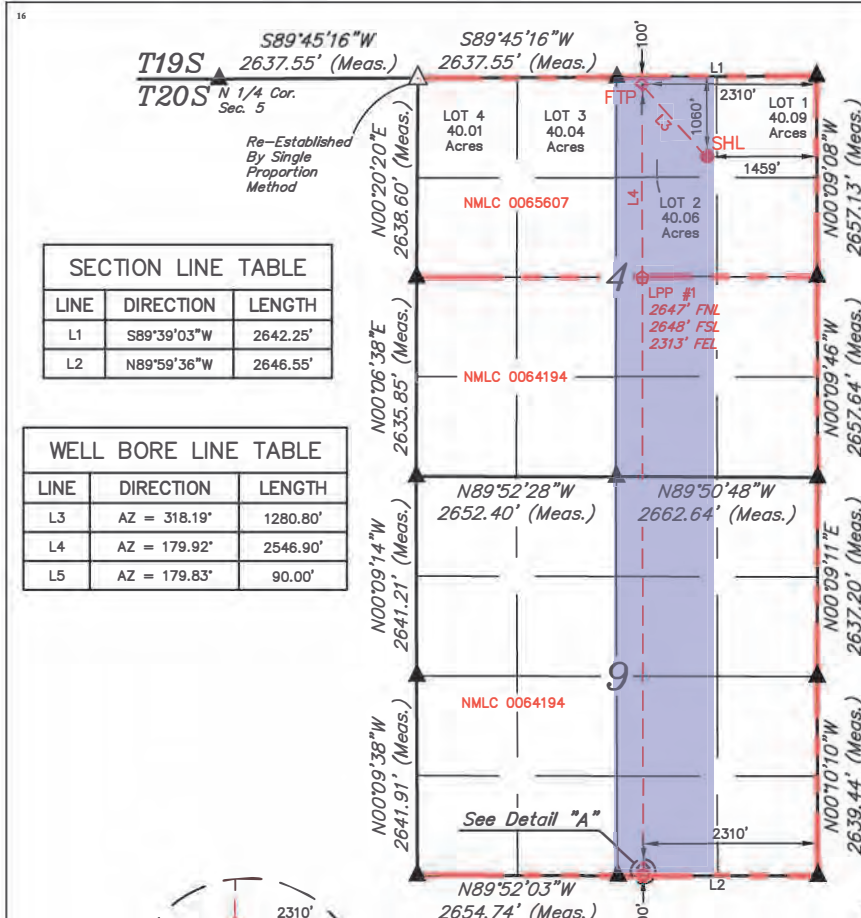 16
T19S
T20S
N 1/4 Cor.
Sec. 5
S89°45'16"W
2637.55' (Meas.)
S89°45'16"W
2637.55' (Meas.)
100'
L1
FTP
2310'
1060'
L3
SHL
1459'
LOT 4
40.01
Acres
LOT 3
40.04
Acres
LOT 1
40.09
Arces
LOT 2
40.06
Acres
L4
Re-Established
By Single
Proportion
Method
N00°20'20"E
2638.60' (Meas.)
N00°09'08"W
2657.13' (Meas.)
NMLC 0065607
4
LPP #1
2647' FNL
2648' FSL
2313' FEL
SECTION LINE TABLE
LINE DIRECTION LENGTH
L1 S89°39'03"W 2642.25'
L2 N89°59'36"W 2646.55'
N00°06'38"E
2635.85' (Meas.)
NMLC 0064194
N00°09'46"W
2657.64' (Meas.)
WELL BORE LINE TABLE
LINE DIRECTION LENGTH
L3 AZ = 318.19° 1280.80'
L4 AZ = 179.92° 2546.90'
L5 AZ = 179.83° 90.00'
N89°52'28"W
2652.40' (Meas.)
N89°50'48"W
2662.64' (Meas.)
N00°09'14"W
2641.21' (Meas.)
N00°09'11"E
2637.20' (Meas.)
9
NMLC 0064194
N00°09'38"W
2641.91' (Meas.)
N00°10'10"W
2639.44' (Meas.)
See Detail "A"
2310'
L2
N89°52'03"W
2654.74' (Meas.)
2310'